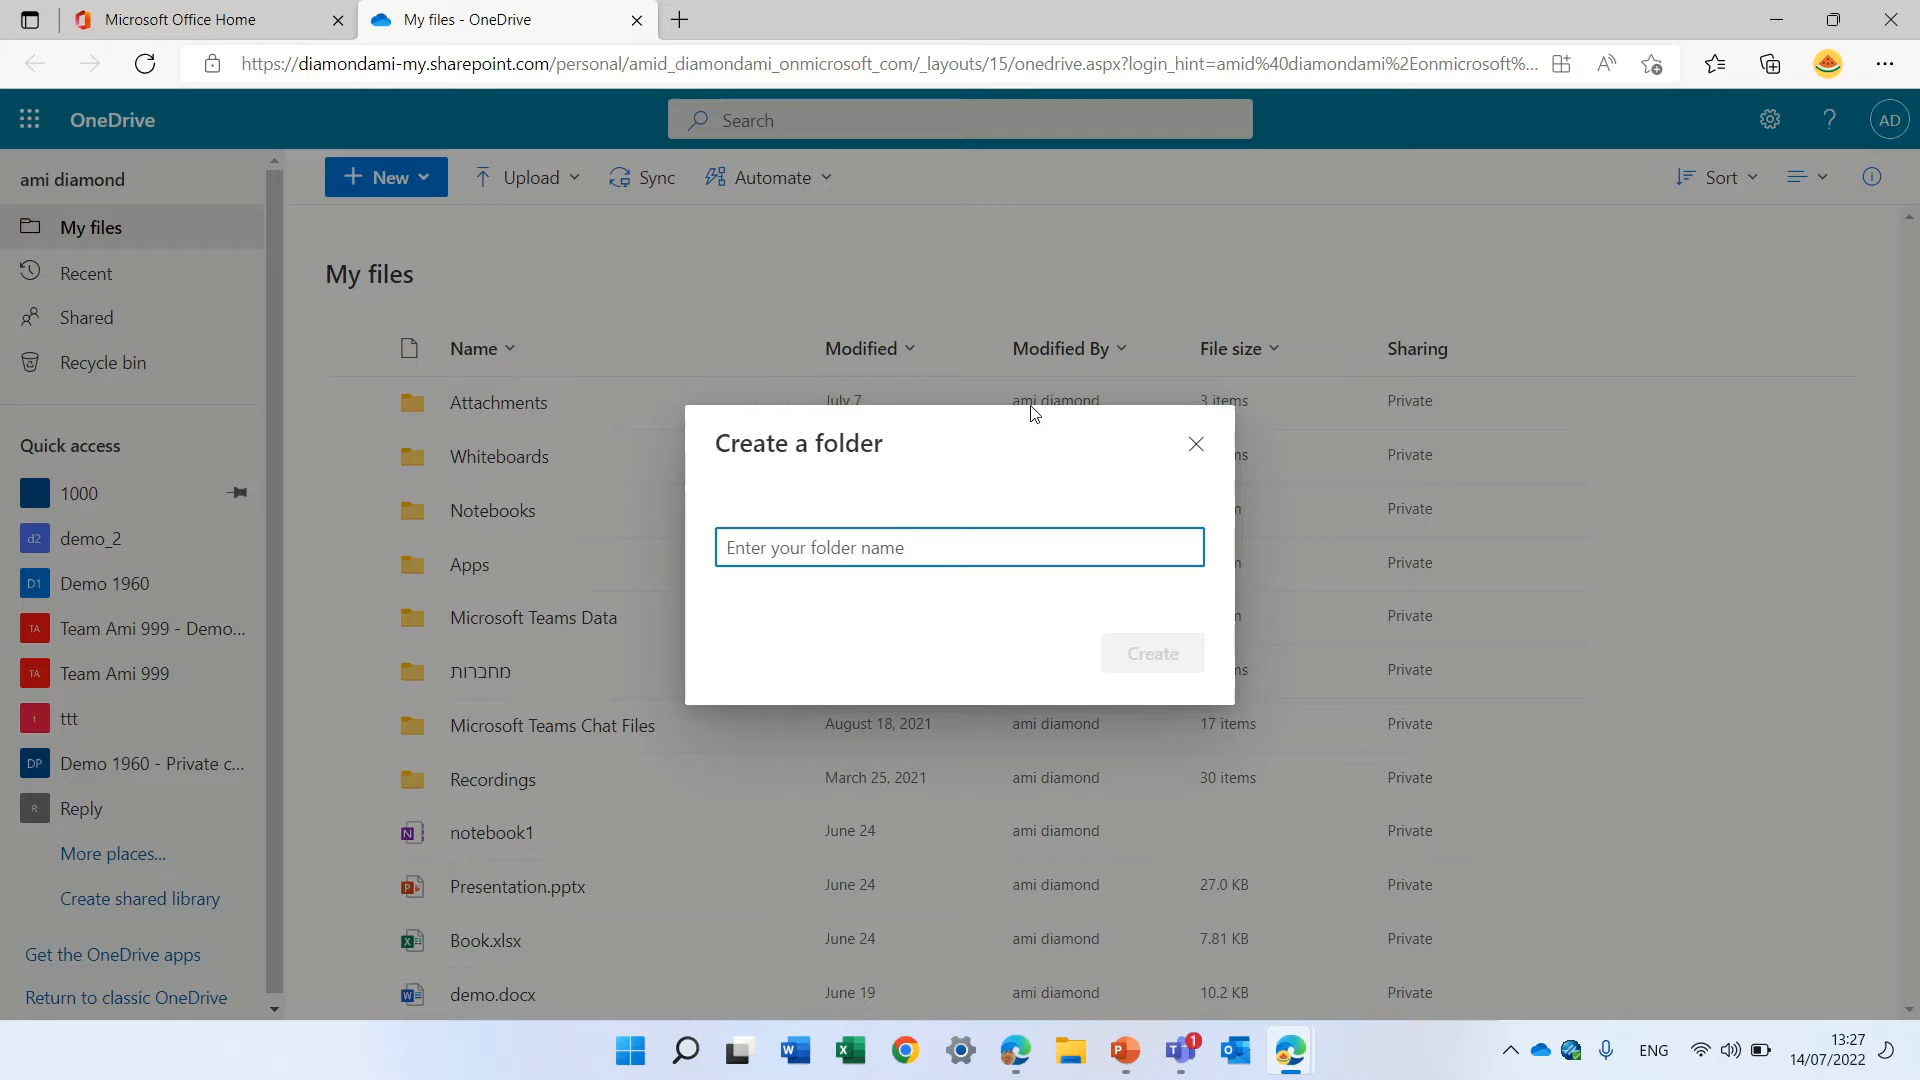 Microsoft Office Home
My files - OneDrive
https://diamondami-my.sharepoint.com/personal/amid_diamondami_onmicrosoft_com/_layouts/15/onedrive.aspx?login_hint=amid%40diamondami%2Eonmicrosoft%...
OneDrive
Search
AD
ami diamond
New
Upload
Sync
Automate
Sort
My files
Recent
Shared
Recycle bin
Quick access
1000
d2 demo_2
D1 Demo 1960
TA Team Ami 999 - Demo...
TA Team Ami 999
t ttt
DP Demo 1960 - Private c...
R Reply
More places...
Create shared library
Get the OneDrive apps
Return to classic OneDrive
My files
Name Modified Modified By File size Sharing
Attachments July 7 ami diamond 3 items Private
Whiteboards Private
Notebooks Private
Apps Private
Microsoft Teams Data Private
מחברות Private
Microsoft Teams Chat Files August 18, 2021 ami diamond 17 items Private
Recordings March 25, 2021 ami diamond 30 items Private
notebook1 June 24 ami diamond Private
Presentation.pptx June 24 ami diamond 27.0 KB Private
Book.xlsx June 24 ami diamond 7.81 KB Private
demo.docx June 19 ami diamond 10.2 KB Private
Create a folder
Enter your folder name
Create
1
ENG
13:27
14/07/2022